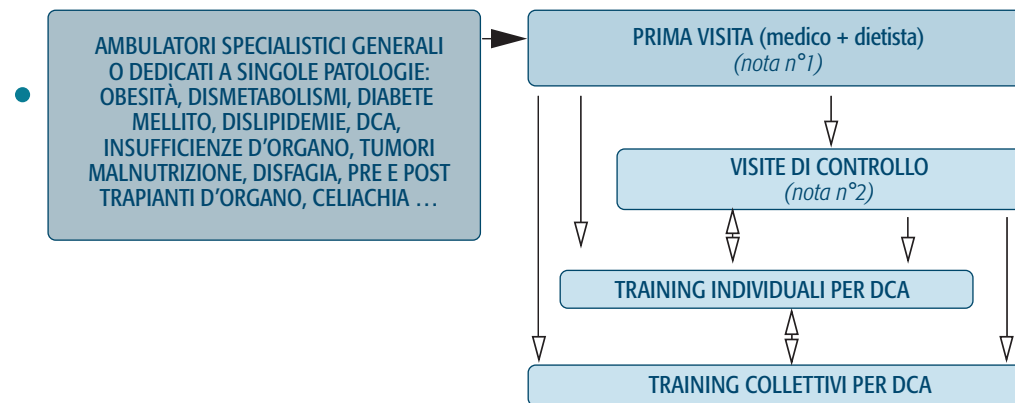 AMBULATORI SPECIALISTICI GENERALI
O DEDICATI A SINGOLE PATOLOGIE:
OBESITÀ, DISMETABOLISMI, DIABETE
MELLITO, DISLIPIDEMIE, DCA,
INSUFFICIENZE D'ORGANO, TUMORI
MALNUTRIZIONE, DISFAGIA, PRE E POST
TRAPIANTI D'ORGANO, CELIACHIA …
PRIMA VISITA (medico + dietista)
(nota n°1)
VISITE DI CONTROLLO
(nota n°2)
TRAINING INDIVIDUALI PER DCA
TRAINING COLLETTIVI PER DCA